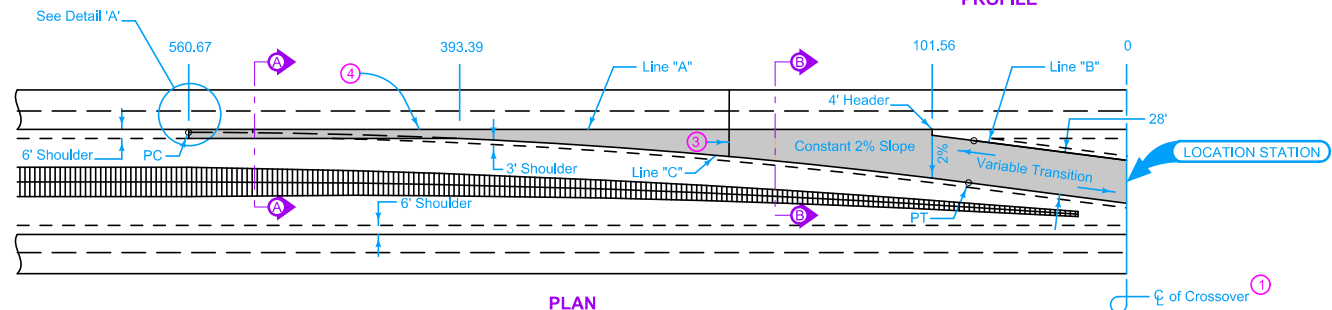 PROFILE
See Detail 'A'
560.67
393.39
101.56
0
A
B
4
Line "A"
Line "B"
4' Header
28'
6' Shoulder
PC
3' Shoulder
3
Line "C"
Constant 2% Slope
2%
Variable Transition
LOCATION STATION
6' Shoulder
PT
A
B
PLAN
℄ of Crossover 1